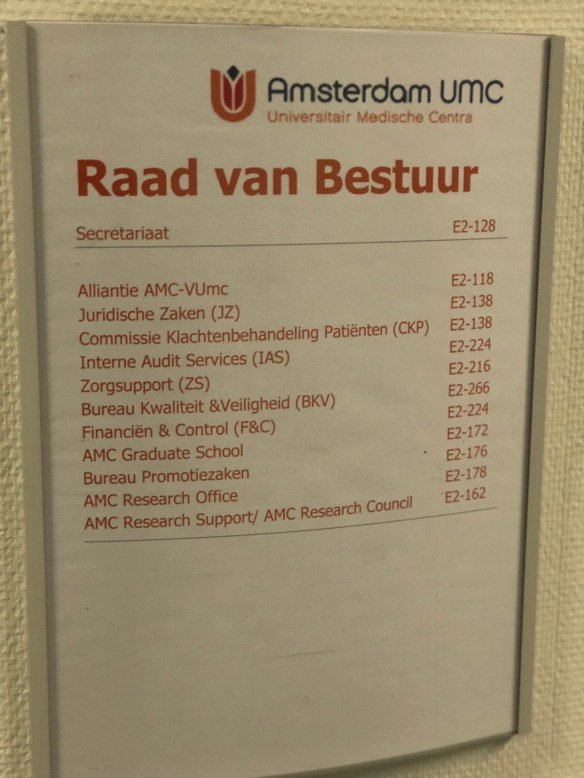 Amsterdam UMC
Universitair Medische Centra
Raad van Bestuur
Secretariaat E2-128
Alliantie AMC-VUmc E2-118
Juridische Zaken (JZ) E2-138
Commissie Klachtenbehandeling Patiënten (CKP) E2-138
Interne Audit Services (IAS) E2-224
Zorgsupport (ZS) E2-216
Bureau Kwaliteit &Veiligheid (BKV) E2-266
Financiën & Control (F&C) E2-224
AMC Graduate School E2-172
Bureau Promotiezaken E2-176
AMC Research Office E2-178
AMC Research Support/ AMC Research Council E2-162